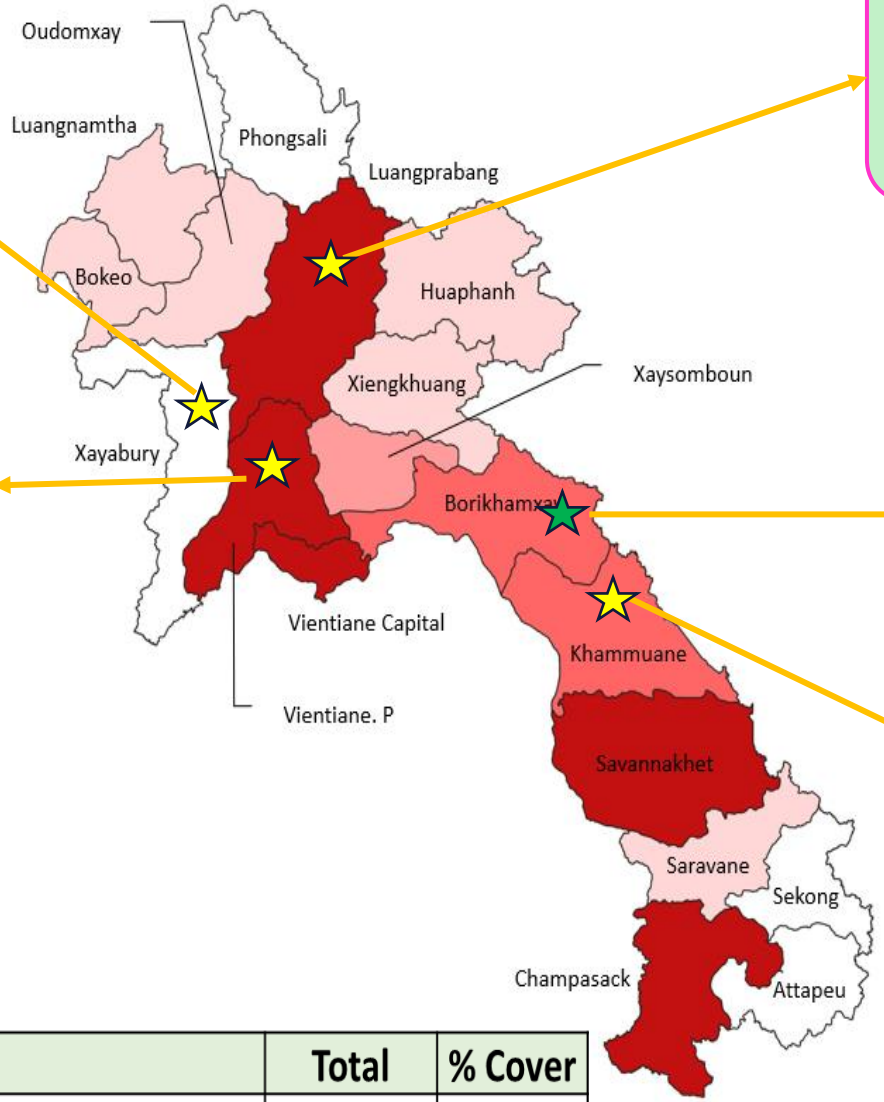 Oudomxay
Luangnamtha
Phongsali
Luangprabang
Bokeo
Huaphanh
Xiengkhuang
Xaysomboun
Xayabury
Borikhamxay
Vientiane Capital
Khammuane
Vientiane. P
Savannakhet
Saravane
Sekong
Champasack
Attapeu
Total
% Cover